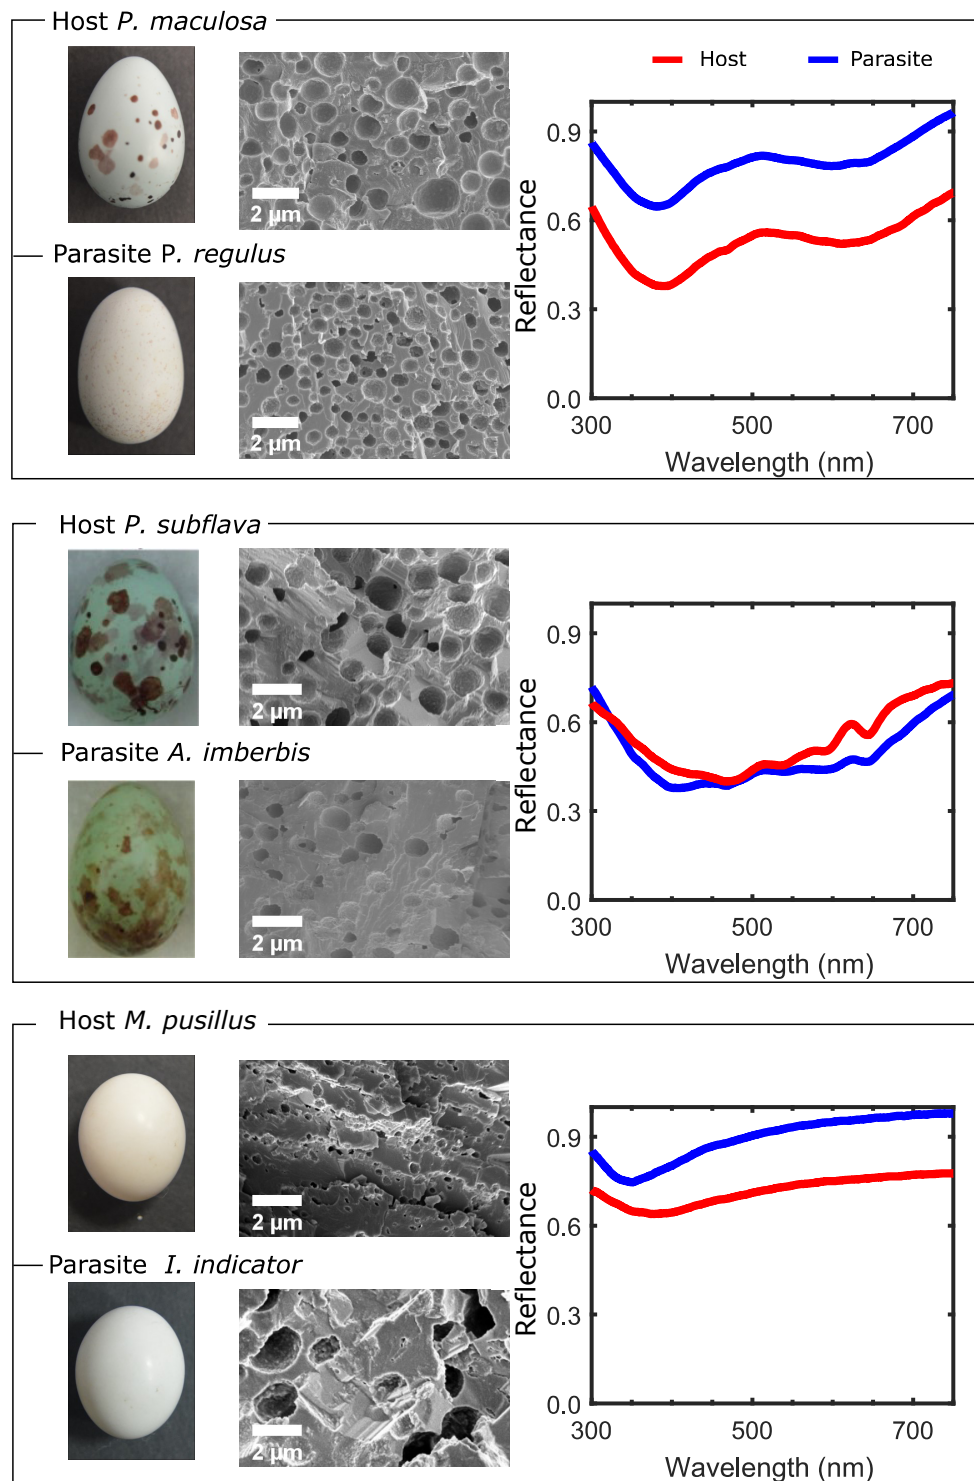 Host P. maculosa
Host
Parasite
2 µm
Parasite P. regulus
2 µm
Reflectance
0.9
0.6
0.3
0.0
300
500
700
Wavelength (nm)
Host P. subflava
2 µm
Parasite A. imberbis
2 µm
Reflectance
0.9
0.6
0.3
0.0
300
500
700
Wavelength (nm)
Host M. pusillus
2 µm
Parasite I. indicator
2 µm
Reflectance
0.9
0.6
0.3
0.0
300
500
700
Wavelength (nm)